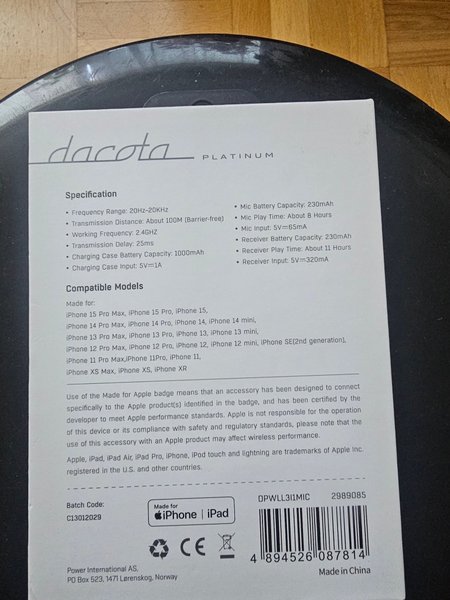 dacota PLATINUM
Specification
• Frequency Range: 20Hz-20KHz
• Transmission Distance: About 100M (Barrier-free)
• Working Frequency: 2.4GHZ
• Transmission Delay: 25ms
• Charging Case Battery Capacity: 1000mAh
• Charging Case Input: 5V⎓1A
• Mic Battery Capacity: 230mAh
• Mic Play Time: About 8 Hours
• Mic Input: 5V⎓65mA
• Receiver Battery Capacity: 230mAh
• Receiver Play Time: About 11 Hours
• Receiver Input: 5V⎓320mA
Compatible Models
Made for:
iPhone 15 Pro Max, iPhone 15 Pro, iPhone 15,
iPhone 14 Pro Max, iPhone 14 Pro, iPhone 14, iPhone 14 mini,
iPhone 13 Pro Max, iPhone 13 Pro, iPhone 13, iPhone 13 mini,
iPhone 12 Pro Max, iPhone 12 Pro, iPhone 12, iPhone 12 mini, iPhone SE[2nd generation],
iPhone 11 Pro Max,iPhone 11Pro, iPhone 11,
iPhone XS Max, iPhone XS, iPhone XR
Use of the Made for Apple badge means that an accessory has been designed to connect
specifically to the Apple product(s) identified in the badge, and has been certified by the
developer to meet Apple performance standards. Apple is not responsible for the operation
of this device or its compliance with safety and regulatory standards, please note that the
use of this accessory with an Apple product may affect wireless performance.
Apple, iPad, iPad Air, iPad Pro, iPhone, iPod touch and lightning are trademarks of Apple Inc.
registered in the U.S. and other countries.
Batch Code:
C13012029
Made for
iPhone | iPad
DPWLL3I1MIC 2989085
CE
4 894526 087814
Power International AS,
PO Box 523, 1471 Lørenskog, Norway
Made in China